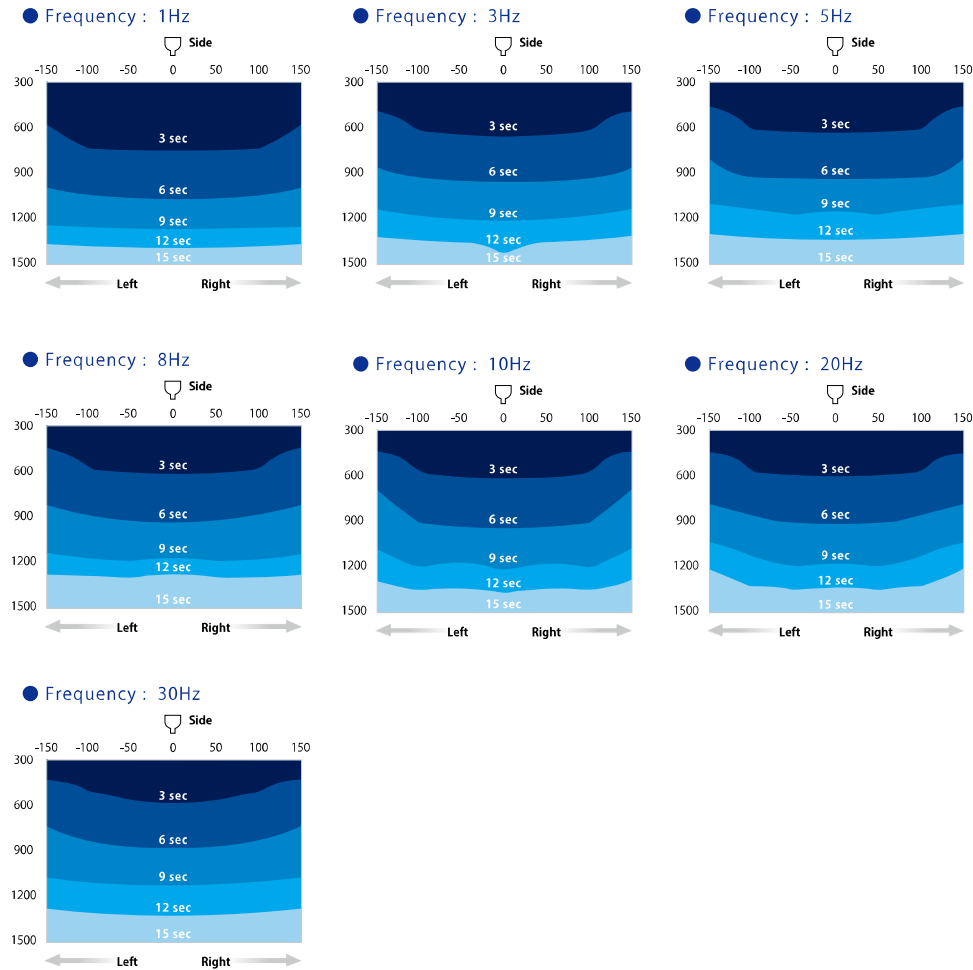 Frequency : 1Hz
Side
-150 -100 -50 0 50 100 150
300
3 sec
600
900
6 sec
9 sec
1200
12 sec
15 sec
1500
Left Right
Frequency : 3Hz
Side
-150 -100 -50 0 50 100 150
300
3 sec
600
6 sec
900
9 sec
1200
12 sec
15 sec
1500
Left Right
Frequency : 5Hz
Side
-150 -100 -50 0 50 100 150
300
3 sec
600
6 sec
900
9 sec
1200
12 sec
15 sec
1500
Left Right
Frequency : 8Hz
Side
-150 -100 -50 0 50 100 150
300
3 sec
600
6 sec
900
9 sec
1200
12 sec
15 sec
1500
Left Right
Frequency : 10Hz
Side
-150 -100 -50 0 50 100 150
300
3 sec
600
6 sec
900
9 sec
1200
12 sec
15 sec
1500
Left Right
Frequency : 20Hz
Side
-150 -100 -50 0 50 100 150
300
3 sec
600
6 sec
900
9 sec
1200
12 sec
15 sec
1500
Left Right
Frequency : 30Hz
Side
-150 -100 -50 0 50 100 150
300
3 sec
600
6 sec
900
9 sec
1200
12 sec
15 sec
1500
Left Right